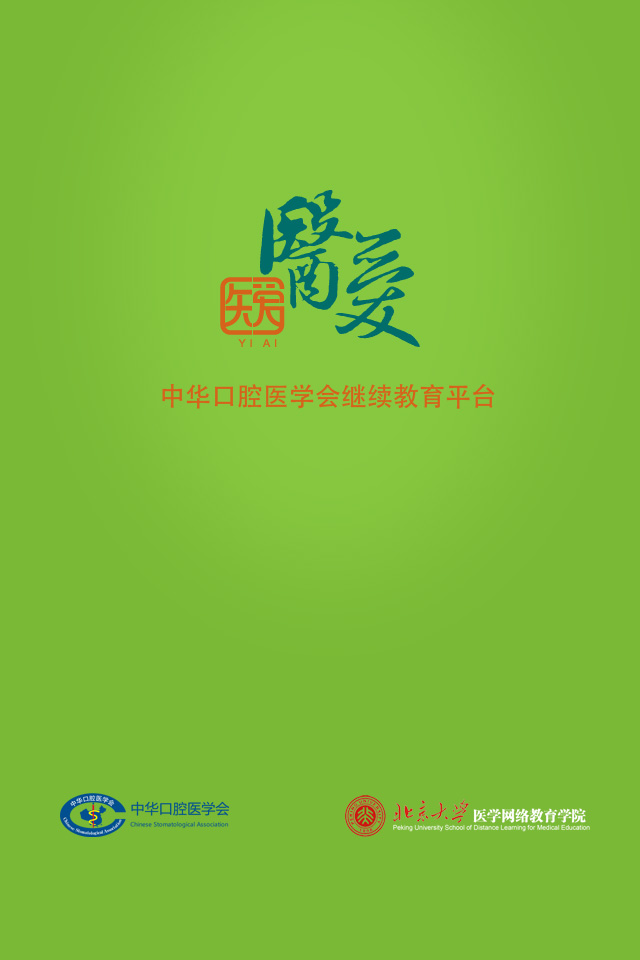 醫愛
医爱
YI AI
中华口腔医学会继续教育平台
中华口腔医学会
Chinese Stomatological Association
中华口腔医学会
Chinese Stomatological Association
北京大学 医学网络教育学院
Peking University School of Distance Learning for Medical Education